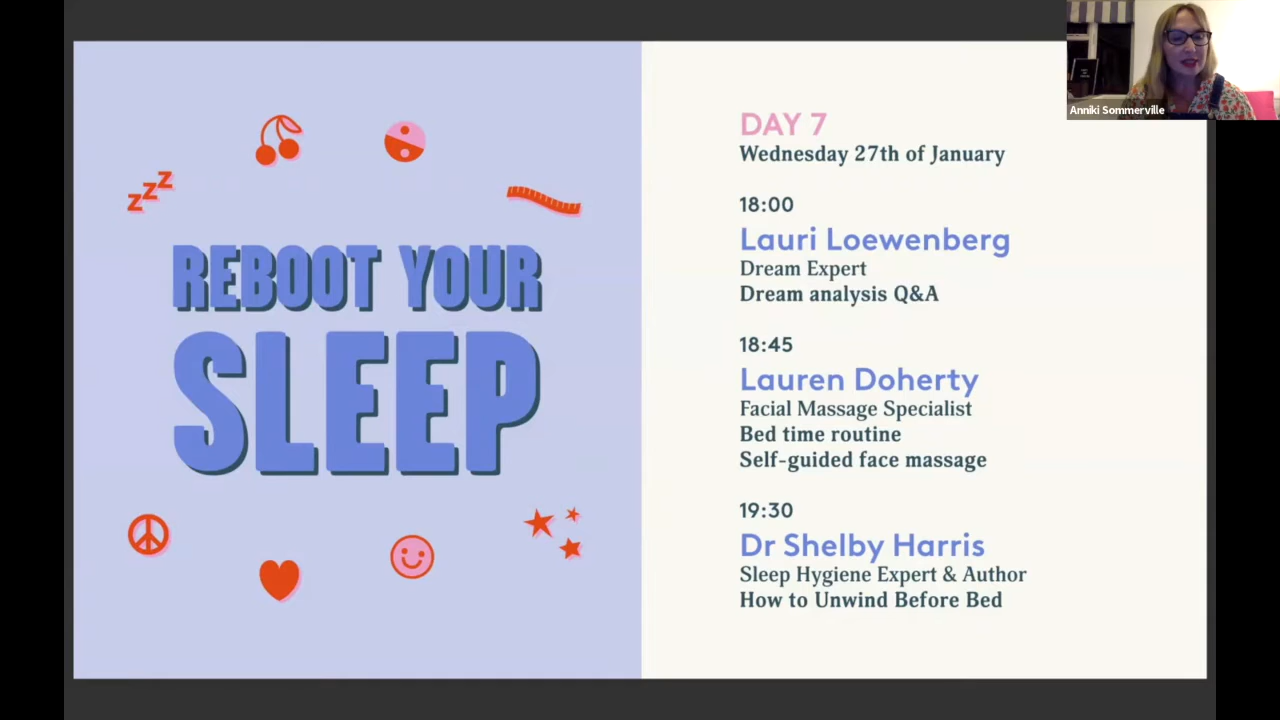 Anniki Sommerville
zzz
REBOOT YOUR
SLEEP
DAY 7
Wednesday 27th of January
18:00
Lauri Loewenberg
Dream Expert
Dream analysis Q&A
18:45
Lauren Doherty
Facial Massage Specialist
Bed time routine
Self-guided face massage
19:30
Dr Shelby Harris
Sleep Hygiene Expert & Author
How to Unwind Before Bed